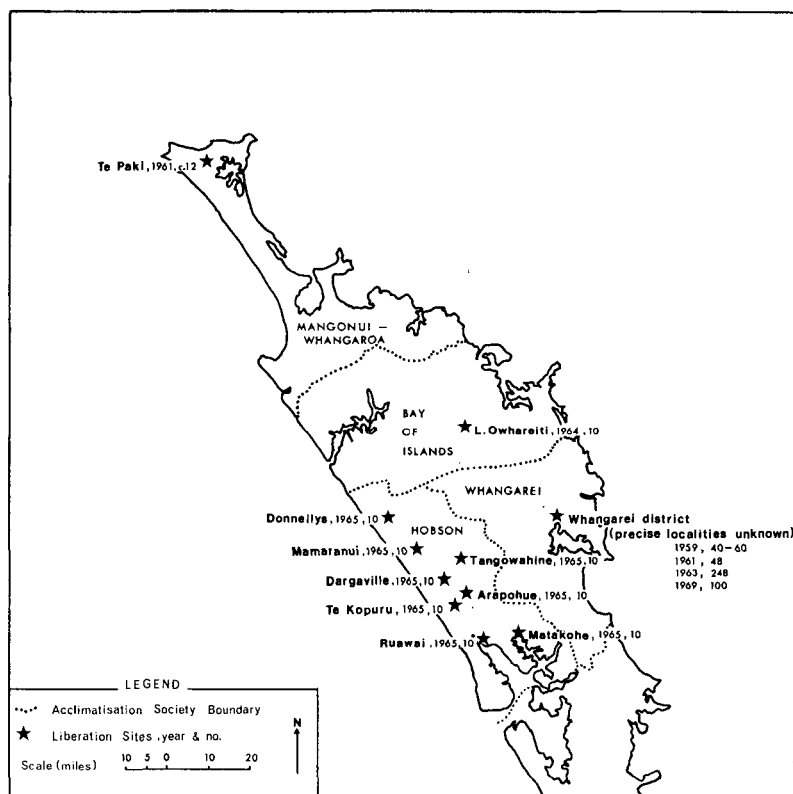 Te Paki, 1961, c.12
MANGONUI –
WHANGAROA
BAY
OF
ISLANDS
L. Owhareiti, 1964, 10
WHANGAREI
Donnellys, 1965, 10
HOBSON
Whangarei district
(precise localities unknown)
1959, 40–60
1961, 48
1963, 248
1969, 100
Mamaranui, 1965, 10
Tangowahine, 1965, 10
Dargaville, 1965, 10
Arapohue, 1965, 10
Te Kopuru, 1965, 10
Ruawai, 1965, 10
Matakohe, 1965, 10
LEGEND
Acclimatisation Society Boundary
Liberation Sites, year & no.
N
Scale (miles) 10 5 0 10 20